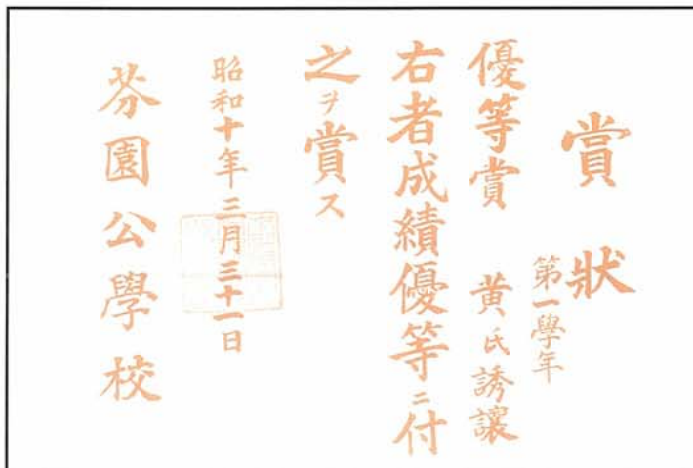 賞狀
第一學年
優等賞　黄氏誘讓
右者成績優等ニ付
之ヲ賞ス
昭和十年三月三十一日
芬園公學校